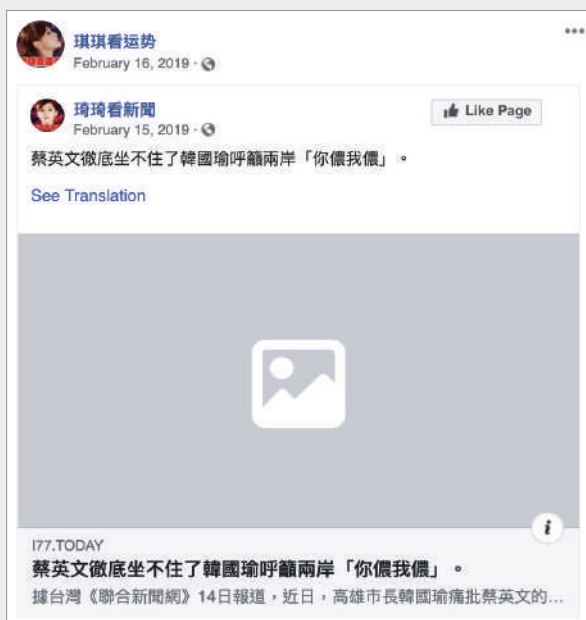 琪琪看运势
February 16, 2019
琦琦看新聞
February 15, 2019
Like Page
蔡英文徹底坐不住了韓國瑜呼籲兩岸「你儂我儂」。
See Translation
I77.TODAY
蔡英文徹底坐不住了韓國瑜呼籲兩岸「你儂我儂」。
據台灣《聯合新聞網》14日報道，近日，高雄市長韓國瑜痛批蔡英文的...